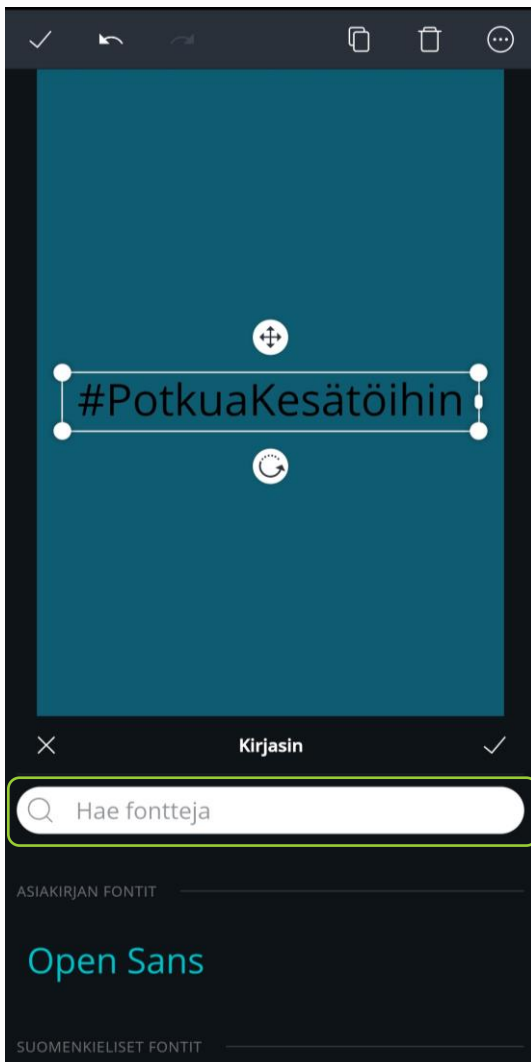 #PotkuaKesätöihin
Kirjasin
Hae fontteja
ASIAKIRJAN FONTIT
Open Sans
SUOMENKIELISET FONTIT